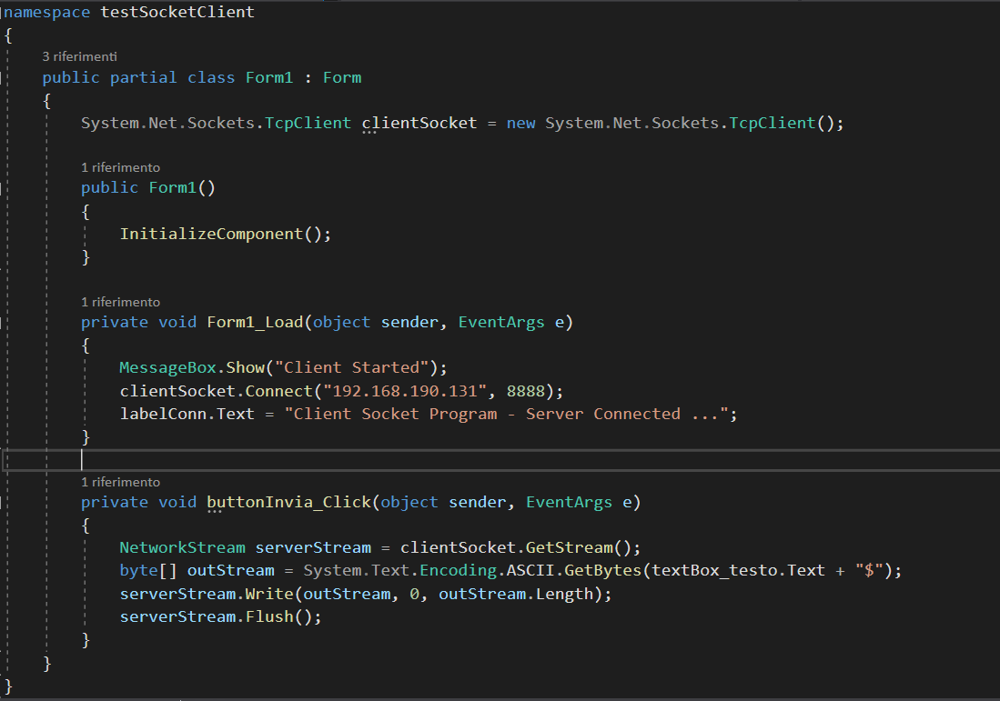 namespace testSocketClient
{
3 riferimenti
public partial class Form1 : Form
{
System.Net.Sockets.TcpClient clientSocket = new System.Net.Sockets.TcpClient();
1 riferimento
public Form1()
{
InitializeComponent();
}
1 riferimento
private void Form1_Load(object sender, EventArgs e)
{
MessageBox.Show("Client Started");
clientSocket.Connect("192.168.190.131", 8888);
labelConn.Text = "Client Socket Program - Server Connected ...";
}
1 riferimento
private void buttonInvia_Click(object sender, EventArgs e)
{
NetworkStream serverStream = clientSocket.GetStream();
byte[] outStream = System.Text.Encoding.ASCII.GetBytes(textBox_testo.Text + "$");
serverStream.Write(outStream, 0, outStream.Length);
serverStream.Flush();
}
}
}